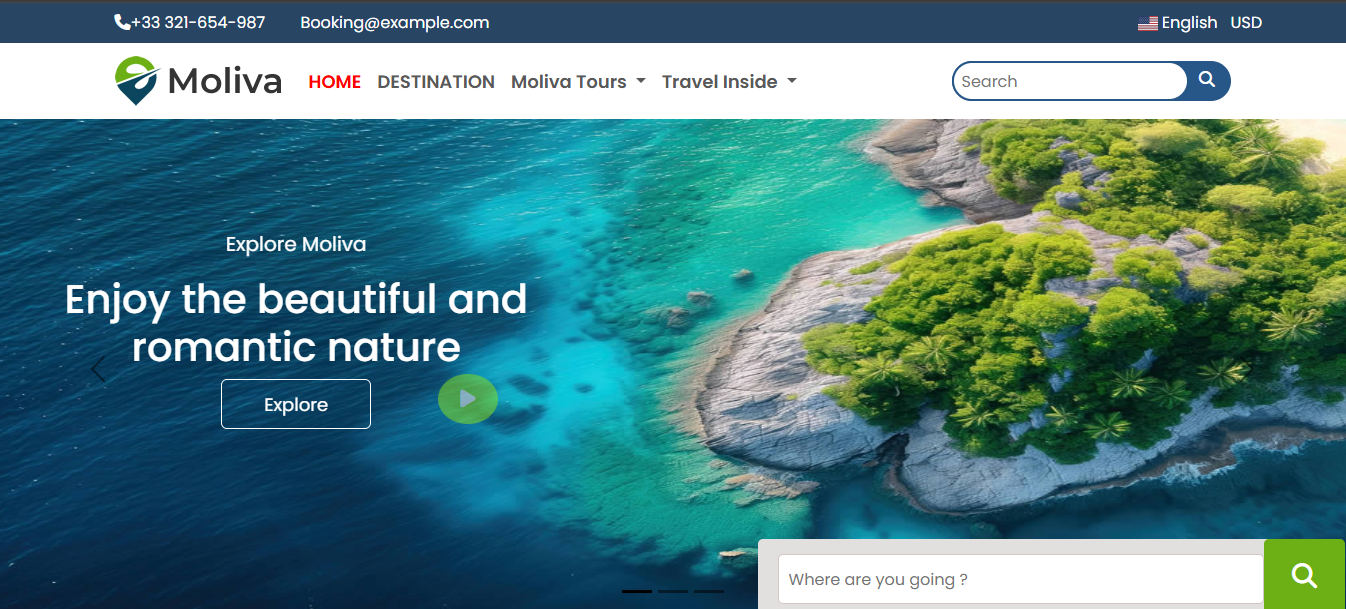 +33 321-654-987 Booking@example.com English USD
Moliva HOME DESTINATION Moliva Tours Travel Inside Search
Explore Moliva
Enjoy the beautiful and
romantic nature
Explore
Where are you going ?